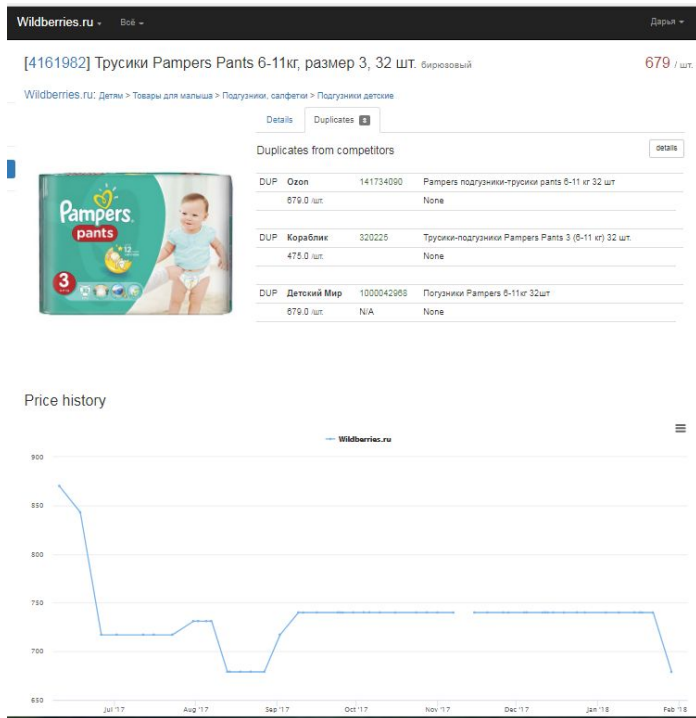 Wildberries.ru Всё Дарья
[4161982] Трусики Pampers Pants 6-11кг, размер 3, 32 шт. бирюзовый 679 / шт.
Wildberries.ru: Детям > Товары для малыша > Подгузники, салфетки > Подгузники детские
Details Duplicates
Duplicates from competitors details
DUP Ozon 141734090 Pampers подгузники-трусики pants 6-11 кг 32 шт
679.0 /шт. None
DUP Кораблик 320225 Трусики-подгузники Pampers Pants 3 (6-11 кг) 32 шт.
475.0 /шт. None
DUP Детский Мир 1000042968 Погузники Pampers 6-11кг 32шт
679.0 /шт. N/A None
Pampers
pants
12
3
Price history
Wildberries.ru
900
850
800
750
700
650
Jul '17 Aug '17 Sep '17 Oct '17 Nov '17 Dec '17 Jan '18 Feb '18